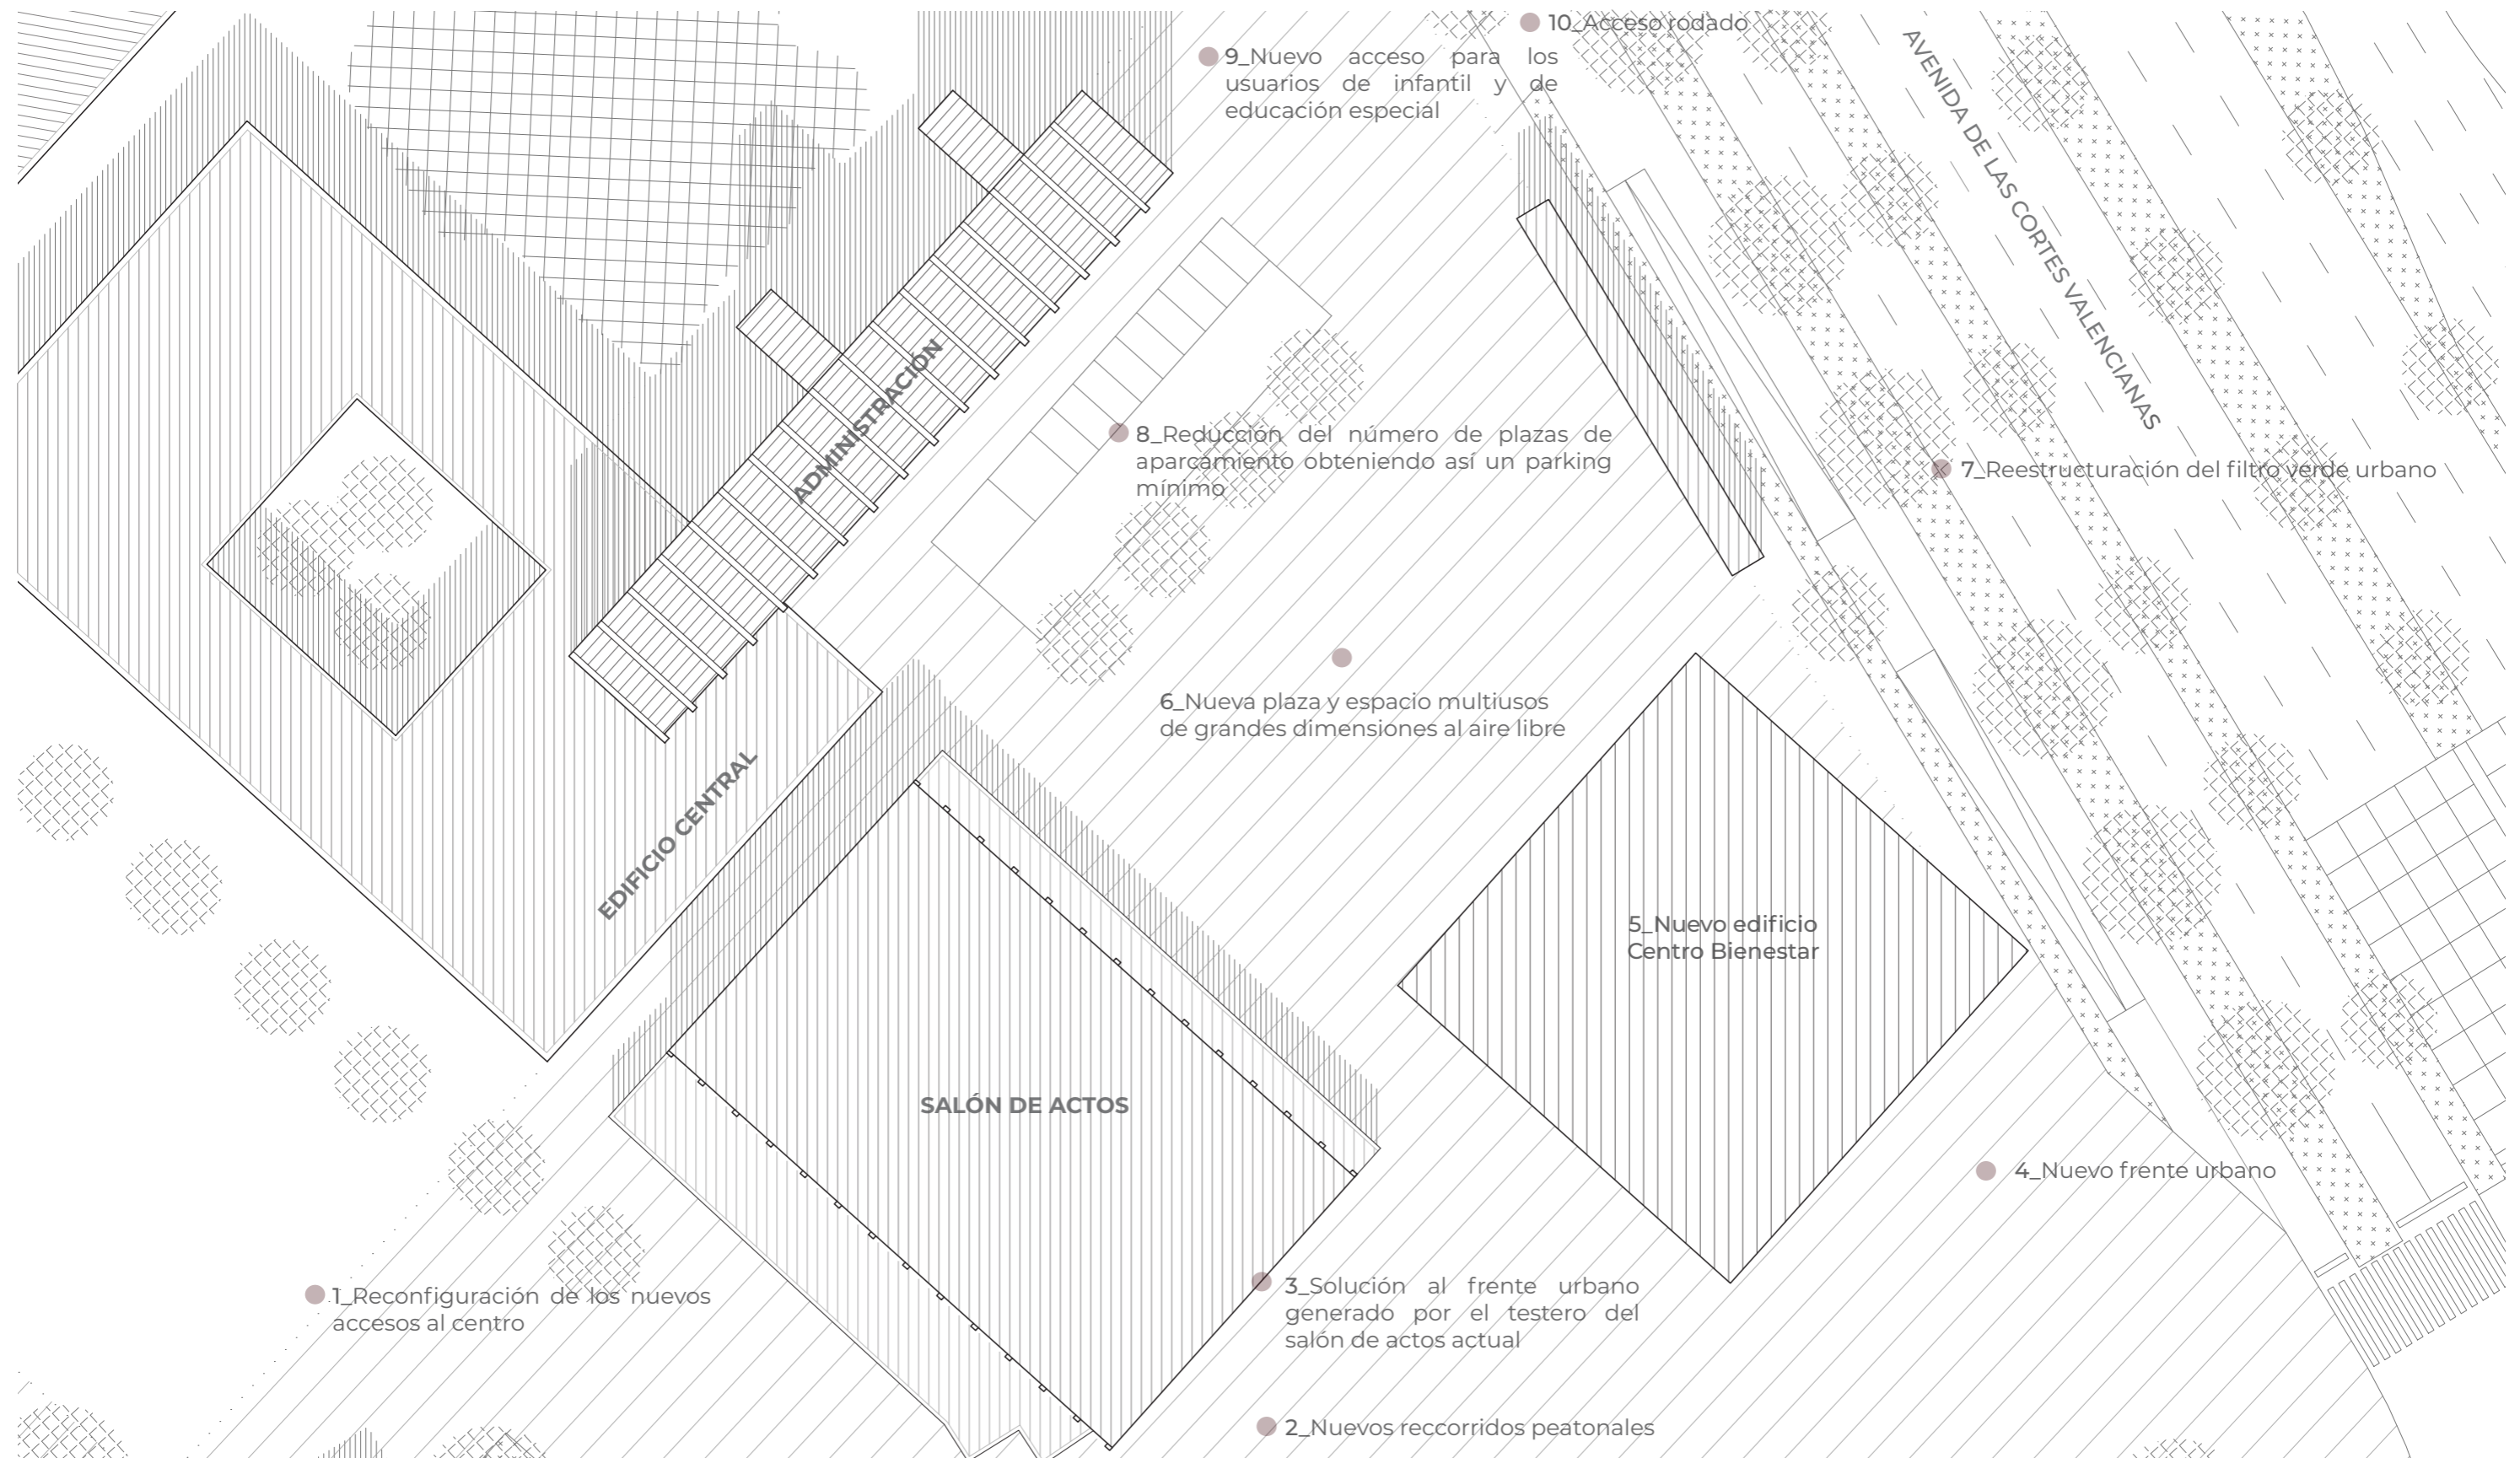 10_Acceso rodado
9_Nuevo acceso para los
usuarios de infantil y de
educación especial
AVENIDA DE LAS CORTES VALENCIANAS
ADMINISTRACIÓN
8_Reducción del número de plazas de
aparcamiento obteniendo así un parking
mínimo
7_Reestructuración del filtro verde urbano
6_Nueva plaza y espacio multiusos
de grandes dimensiones al aire libre
EDIFICIO CENTRAL
5_Nuevo edificio
Centro Bienestar
SALÓN DE ACTOS
4_Nuevo frente urbano
1_Reconfiguración de los nuevos
accesos al centro
3_Solución al frente urbano
generado por el testero del
salón de actos actual
2_Nuevos reccorridos peatonales